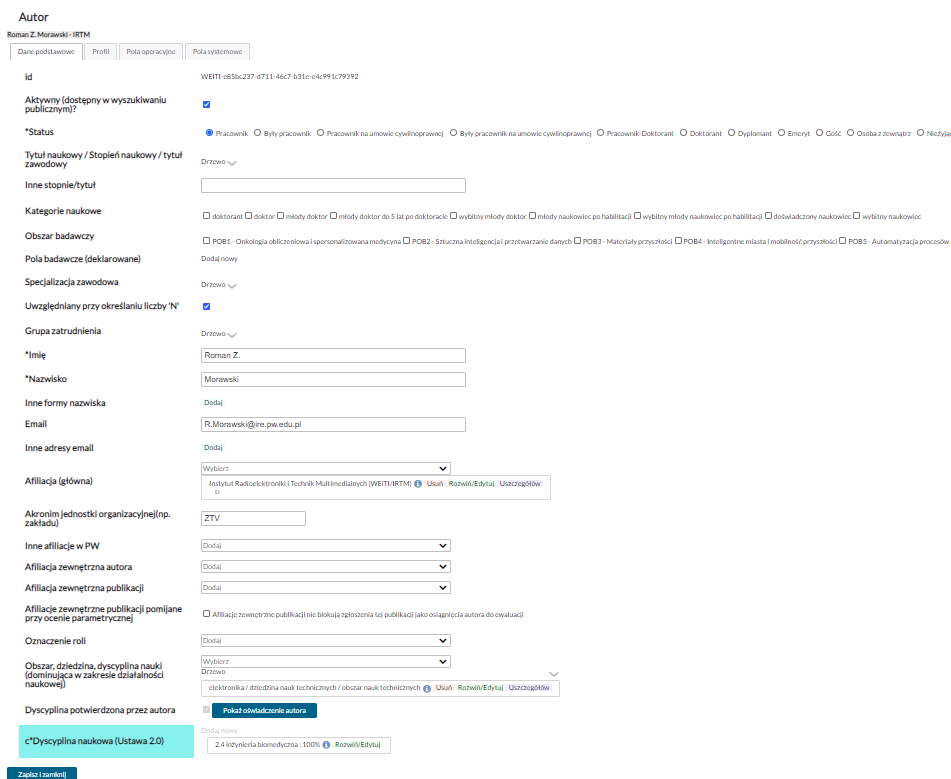 Autor
Roman Z. Morawski - IRTM
Dane podstawowe Profil Pola operacyjne Pola systemowe
id WEITI-e85bc237-d711-46c7-b31e-e4c991c79392
Aktywny (dostępny w wyszukiwaniu
publicznym)?
*Status Pracownik Były pracownik Pracownik na umowie cywilnoprawnej Były pracownik na umowie cywilnoprawnej Pracownik-Doktorant Doktorant Dyplomant Emeryt Gość Osoba z zewnątrz Nieżyją
Tytuł naukowy / Stopień naukowy / tytuł
zawodowy Drzewo
Inne stopnie/tytuł
Kategorie naukowe doktorant doktor młody doktor młody doktor do 5 lat po doktoracie wybitny młody doktor młody naukowiec po habilitacji wybitny młody naukowiec po habilitacji doświadczony naukowiec wybitny naukowiec
Obszar badawczy POB1 - Onkologia obliczeniowa i spersonalizowana medycyna POB2 - Sztuczna inteligencja i przetwarzanie danych POB3 - Materiały przyszłości POB4 - Inteligentne miasta i mobilność przyszłości POB5 - Automatyzacja procesów
Pola badawcze (deklarowane) Dodaj nowy
Specjalizacja zawodowa Drzewo
Uwzględniany przy określaniu liczby 'N'
Grupa zatrudnienia Drzewo
*Imię Roman Z.
*Nazwisko Morawski
Inne formy nazwiska Dodaj
Email R.Morawski@ire.pw.edu.pl
Inne adresy email Dodaj
Wybierz
Afiliacja (główna) Instytut Radioelektroniki i Technik Multimedialnych (WEiTI/IRTM) Usuń Rozwiń/Edytuj Uszczegółów
Akronim jednostki organizacyjnej(np.
zakładu) ZTV
Inne afiliacje w PW Dodaj
Afiliacja zewnętrzna autora Dodaj
Afiliacja zewnętrzna publikacji Dodaj
Afiliacje zewnętrzne publikacji pomijane
przy ocenie parametrycznej Afiliacje zewnętrzne publikacji nie blokują zgłoszenia tej publikacji jako osiągnięcia autora do ewaluacji
Oznaczenie roli Dodaj
Obszar, dziedzina, dyscyplina nauki Wybierz
(dominująca w zakresie działalności Drzewo
naukowej) elektronika / dziedzina nauk technicznych / obszar nauk technicznych Usuń Rozwiń/Edytuj Uszczegółów
Dyscyplina potwierdzona przez autora Pokaż oświadczenie autora
Dodaj nowy
c*Dyscyplina naukowa (Ustawa 2.0) 2.4 inżynieria biomedyczna : 100% Rozwiń/Edytuj
Zapisz i zamknij